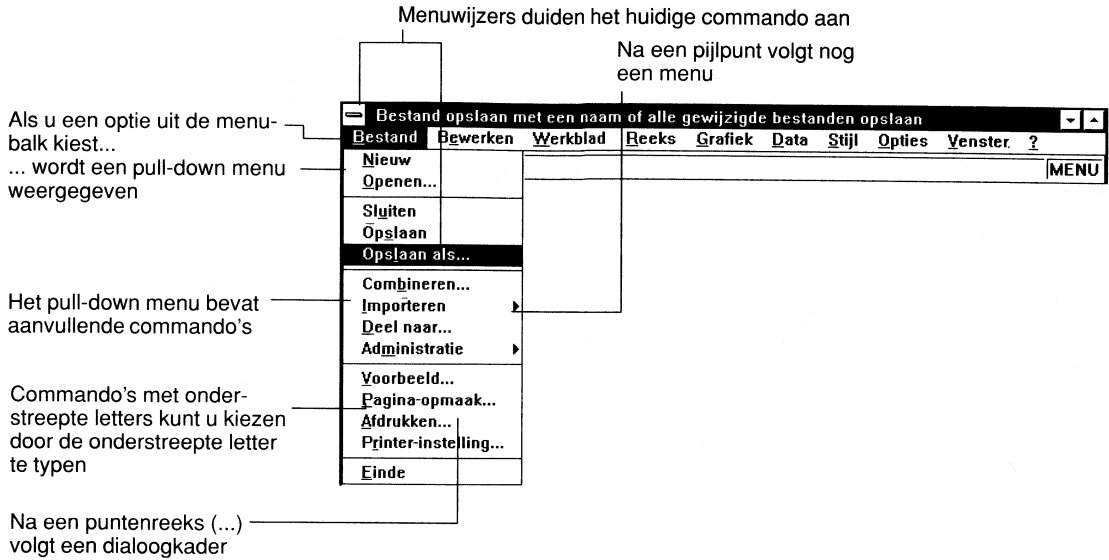 Menuwijzers duiden het huidige commando aan
Na een pijlpunt volgt nog
een menu
Als u een optie uit de menu-
balk kiest...
... wordt een pull-down menu
weergegeven
Bestand opslaan met een naam of alle gewijzigde bestanden opslaan
Bestand Bewerken Werkblad Reeks Grafiek Data Stijl Opties Venster ?
MENU
Nieuw
Openen...
Sluiten
Opslaan
Opslaan als...
Combineren...
Importeren
Deel naar...
Administratie
Voorbeeld...
Pagina-opmaak...
Afdrukken...
Printer-instelling...
Einde
Het pull-down menu bevat
aanvullende commando's
Commando's met onder-
streepte letters kunt u kiezen
door de onderstreepte letter
te typen
Na een puntenreeks (...)
volgt een dialoogkader